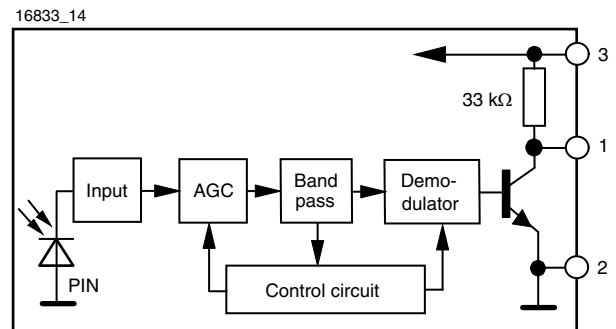 16833_14
3
33 kΩ
1
Input
AGC
Band
pass
Demo-
dulator
2
PIN
Control circuit